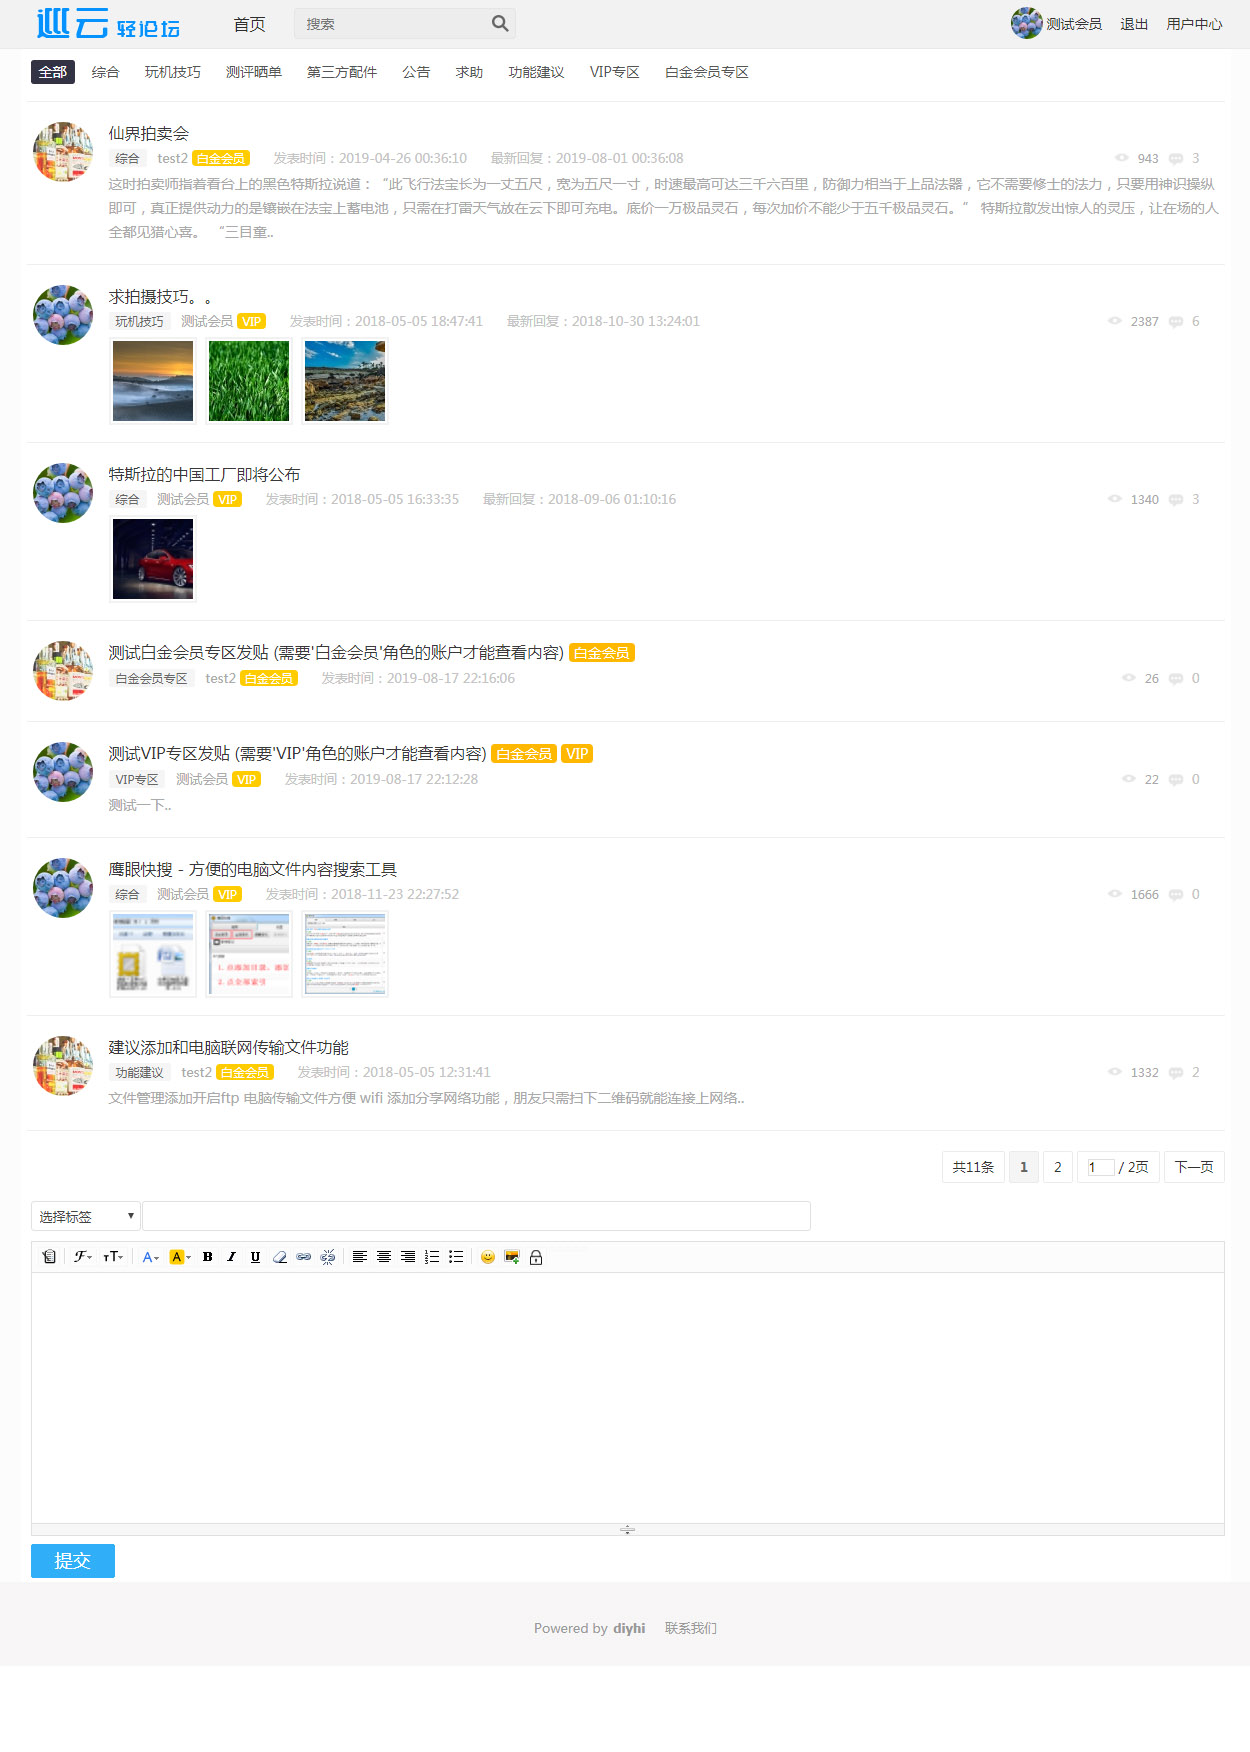 巡云 轻论坛 首页 搜索 测试会员 退出 用户中心
全部 综合 玩机技巧 测评晒单 第三方配件 公告 求助 功能建议 VIP专区 白金会员专区
仙界拍卖会
综合 test2 白金会员 发表时间：2019-04-26 00:36:10 最新回复：2019-08-01 00:36:08 943 3
这时拍卖师指着看台上的黑色特斯拉说道：“此飞行法宝长为一丈五尺，宽为五尺一寸，时速最高可达三千六百里，防御力相当于上品法器，它不需要修士的法力，只要用神识操纵
即可，真正提供动力的是镶嵌在法宝上蓄电池，只需在打雷天气放在云下即可充电。底价一万极品灵石，每次加价不能少于五千极品灵石。” 特斯拉散发出惊人的灵压，让在场的人
全都见猎心喜。 “三目童..
求拍摄技巧。。
玩机技巧 测试会员 VIP 发表时间：2018-05-05 18:47:41 最新回复：2018-10-30 13:24:01 2387 6
特斯拉的中国工厂即将公布
综合 测试会员 VIP 发表时间：2018-05-05 16:33:35 最新回复：2018-09-06 01:10:16 1340 3
测试白金会员专区发贴 (需要'白金会员'角色的账户才能查看内容) 白金会员
白金会员专区 test2 白金会员 发表时间：2019-08-17 22:16:06 26 0
测试VIP专区发贴 (需要'VIP'角色的账户才能查看内容) 白金会员 VIP
VIP专区 测试会员 VIP 发表时间：2019-08-17 22:12:28 22 0
测试一下..
鹰眼快搜 - 方便的电脑文件内容搜索工具
综合 测试会员 VIP 发表时间：2018-11-23 22:27:52 1666 0
建议添加和电脑联网传输文件功能
功能建议 test2 白金会员 发表时间：2018-05-05 12:31:41 1332 2
文件管理添加开启ftp 电脑传输文件方便 wifi 添加分享网络功能，朋友只需扫下二维码就能连接上网络..
共11条 1 2 1 / 2页 下一页
选择标签
提交
Powered by diyhi 联系我们